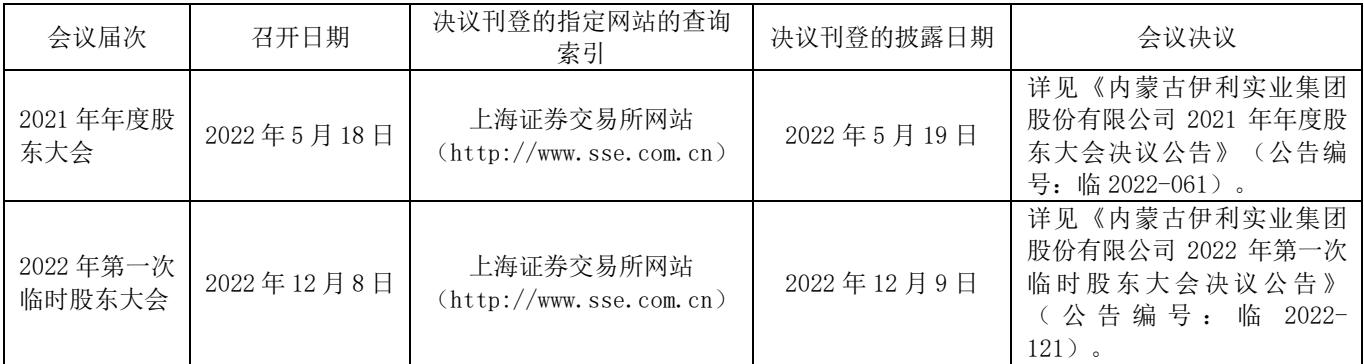 会议届次
召开日期
决议刊登的指定网站的查询
索引
决议刊登的披露日期
会议决议
2021 年年度股
东大会
2022 年 5 月 18 日
上海证券交易所网站
（http://www.sse.com.cn）
2022 年 5 月 19 日
详见《内蒙古伊利实业集团
股份有限公司 2021 年年度股
东大会决议公告》（公告编
号：临 2022-061）。
2022 年第一次
临时股东大会
2022 年 12 月 8 日
上海证券交易所网站
（http://www.sse.com.cn）
2022 年 12 月 9 日
详见《内蒙古伊利实业集团
股份有限公司 2022 年第一次
临时股东大会决议公告》
（公告编号：临 2022-
121）。